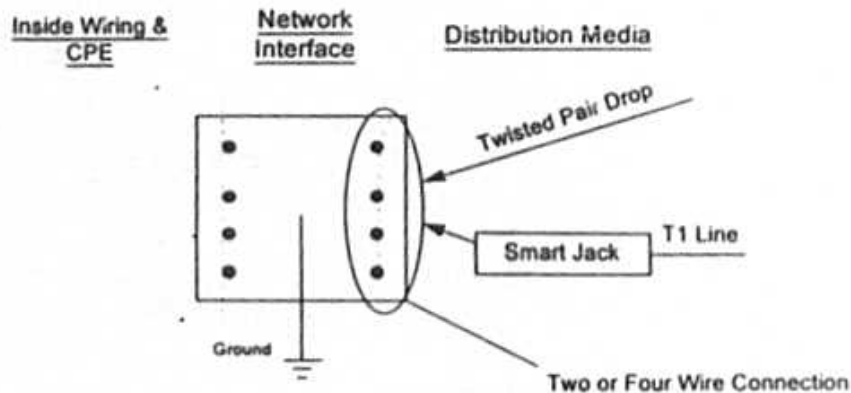 Inside Wiring &
CPE
Network
Interface
Distribution Media
Twisted Pair Drop
Smart Jack
T1 Line
Ground
Two or Four Wire Connection